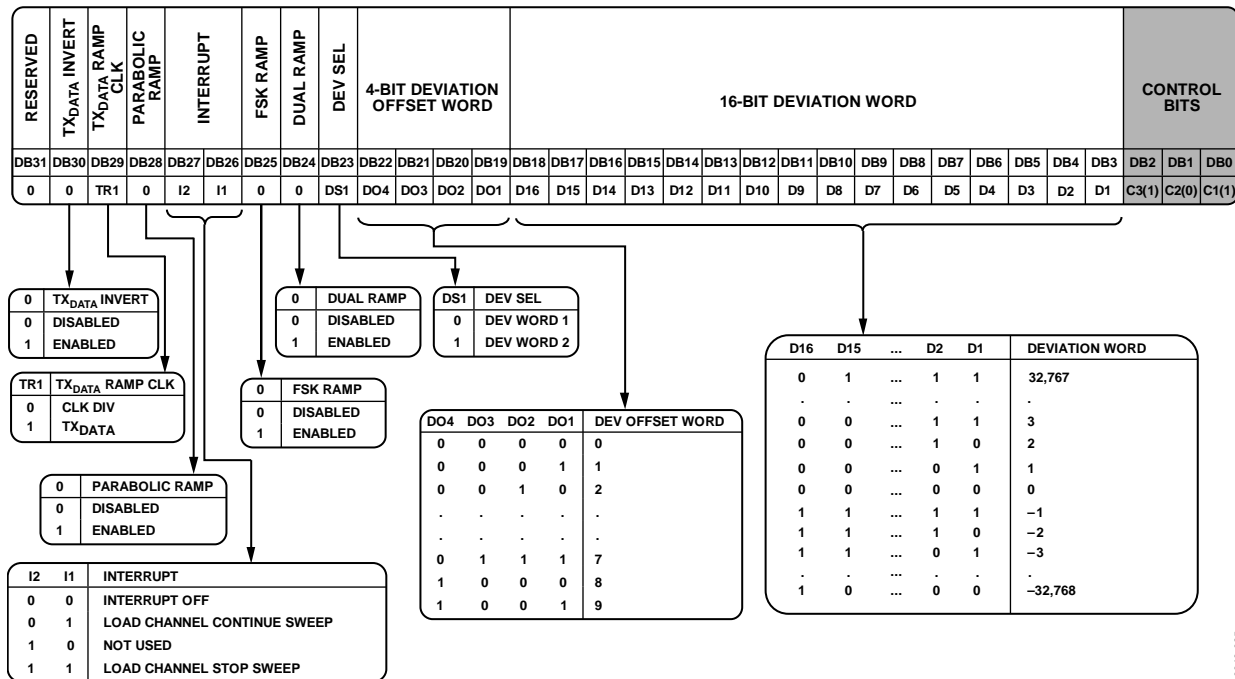 RESERVED
TXDATA INVERT
TXDATA RAMP
CLK
PARABOLIC
RAMP
INTERRUPT
FSK RAMP
DUAL RAMP
DEV SEL
4-BIT DEVIATION
OFFSET WORD
16-BIT DEVIATION WORD
CONTROL
BITS
DB31 DB30 DB29 DB28 DB27 DB26 DB25 DB24 DB23 DB22 DB21 DB20 DB19 DB18 DB17 DB16 DB15 DB14 DB13 DB12 DB11 DB10 DB9 DB8 DB7 DB6 DB5 DB4 DB3 DB2 DB1 DB0
0 0 TR1 0 I2 I1 0 0 DS1 DO4 DO3 DO2 DO1 D16 D15 D14 D13 D12 D11 D10 D9 D8 D7 D6 D5 D4 D3 D2 D1 C3(1) C2(0) C1(1)
0 TXDATA INVERT
0 DISABLED
1 ENABLED
TR1 TXDATA RAMP CLK
0 CLK DIV
1 TXDATA
0 PARABOLIC RAMP
0 DISABLED
1 ENABLED
I2 I1 INTERRUPT
0 0 INTERRUPT OFF
0 1 LOAD CHANNEL CONTINUE SWEEP
1 0 NOT USED
1 1 LOAD CHANNEL STOP SWEEP
0 FSK RAMP
0 DISABLED
1 ENABLED
0 DUAL RAMP
0 DISABLED
1 ENABLED
DS1 DEV SEL
0 DEV WORD 1
1 DEV WORD 2
DO4 DO3 DO2 DO1 DEV OFFSET WORD
0 0 0 0 0
0 0 0 1 1
0 0 1 0 2
. . . . .
. . . . .
0 1 1 1 7
1 0 0 0 8
1 0 0 1 9
D16 D15 ... D2 D1 DEVIATION WORD
0 1 ... 1 1 32,767
. . ... . . .
0 0 ... 1 1 3
0 0 ... 1 0 2
0 0 ... 0 1 1
0 0 ... 0 0 0
1 1 ... 1 1 –1
1 1 ... 1 0 –2
1 1 ... 0 1 –3
. . ... . . .
1 0 ... 0 0 –32,768